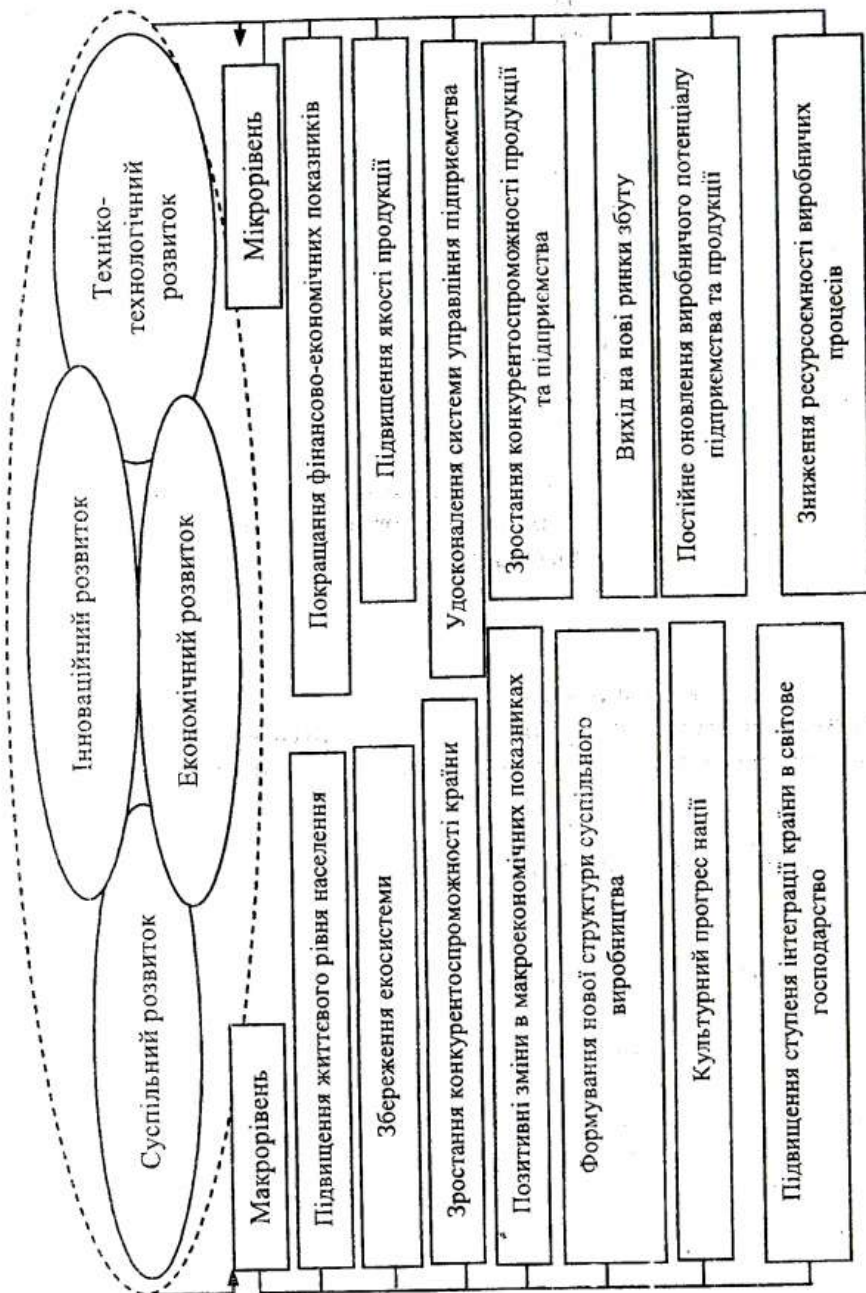 Суспільний розвиток
Інноваційний розвиток
Економічний розвиток
Техніко-
технологічний
розвиток
Макрорівень
Підвищення життєвого рівня населення
Збереження екосистеми
Зростання конкурентоспроможності країни
Позитивні зміни в макроекономічних показниках
Формування нової структури суспільного
виробництва
Культурний прогрес нації
Підвищення ступеня інтеграції країни в світове
господарство
Мікрорівень
Покращання фінансово-економічних показників
Підвищення якості продукції
Удосконалення системи управління підприємства
Зростання конкурентоспроможності продукції
та підприємства
Вихід на нові ринки збуту
Постійне оновлення виробничого потенціалу
підприємства та продукції
Зниження ресурсоємності виробничих
процесів